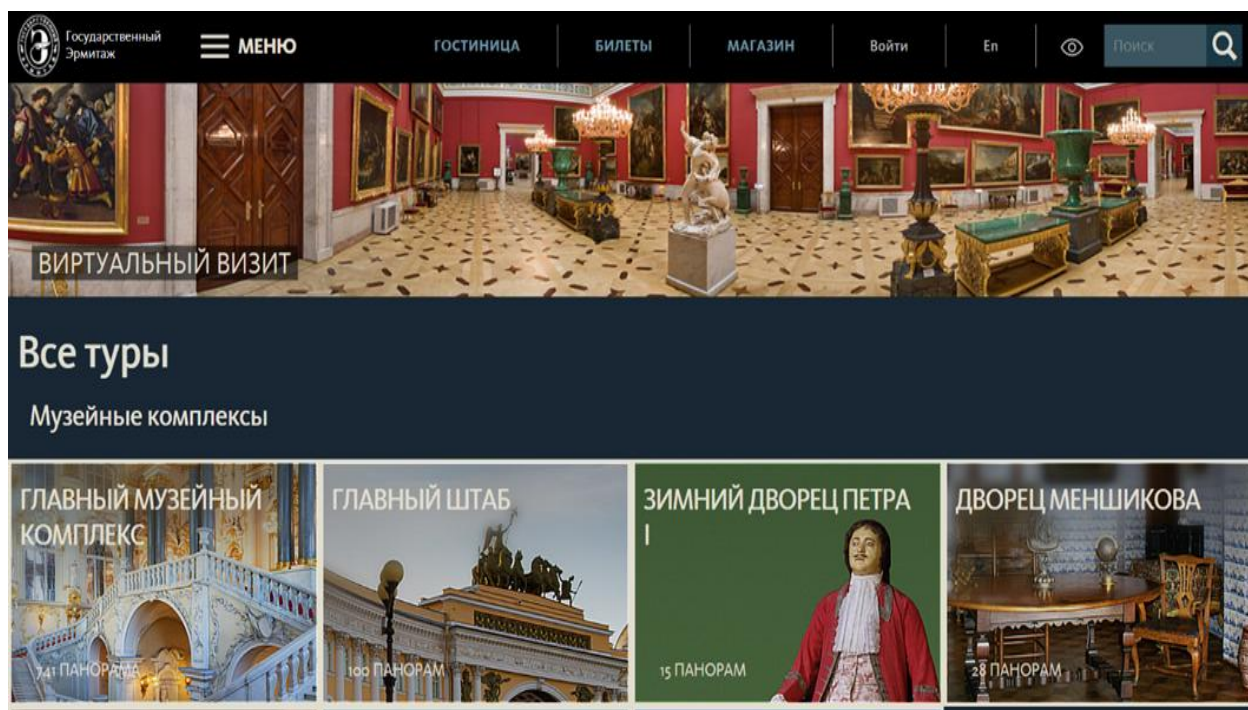 Государственный
Эрмитаж
МЕНЮ
ГОСТИНИЦА
БИЛЕТЫ
МАГАЗИН
Войти
En
Поиск
ВИРТУАЛЬНЫЙ ВИЗИТ
Все туры
Музейные комплексы
ГЛАВНЫЙ МУЗЕЙНЫЙ
КОМПЛЕКС
741 ПАНОРАМА
ГЛАВНЫЙ ШТАБ
100 ПАНОРАМ
ЗИМНИЙ ДВОРЕЦ ПЕТРА
I
15 ПАНОРАМ
ДВОРЕЦ МЕНШИКОВА
28 ПАНОРАМ